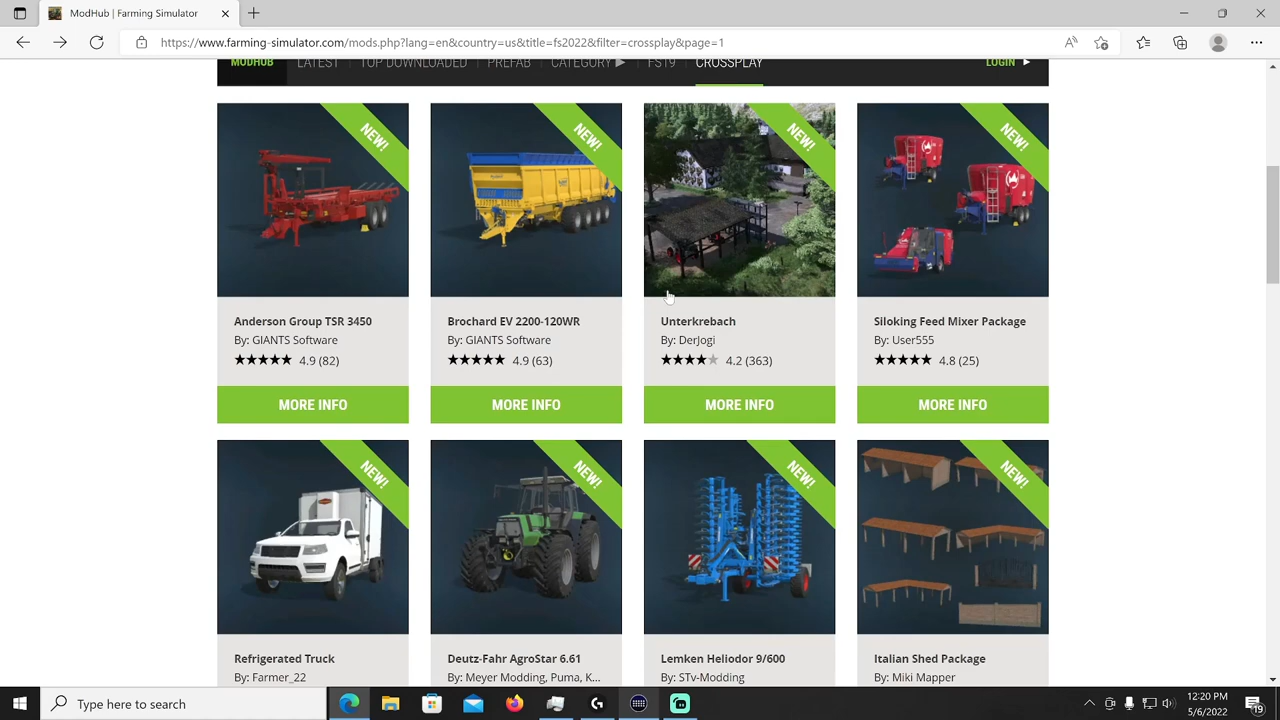 ModHub | Farming Simulator
https://www.farming-simulator.com/mods.php?lang=en&country=us&title=fs2022&filter=crossplay&page=1
MODHUB LATEST TOP DOWNLOADED PREFAB CATEGORY ▶ FS19 CROSSPLAY LOGIN ▶
NEW! NEW! NEW! NEW!
Anderson Group TSR 3450
By: GIANTS Software
★★★★★ 4.9 (82)
MORE INFO
Brochard EV 2200-120WR
By: GIANTS Software
★★★★★ 4.9 (63)
MORE INFO
Unterkrebach
By: DerJogi
★★★★★ 4.2 (363)
MORE INFO
Siloking Feed Mixer Package
By: User555
★★★★★ 4.8 (25)
MORE INFO
NEW! NEW! NEW! NEW!
Refrigerated Truck
By: Farmer_22
Deutz-Fahr AgroStar 6.61
By: Meyer Modding, Puma, K...
Lemken Heliodor 9/600
By: STv-Modding
Italian Shed Package
By: Miki Mapper
Type here to search
12:20 PM
5/6/2022
19